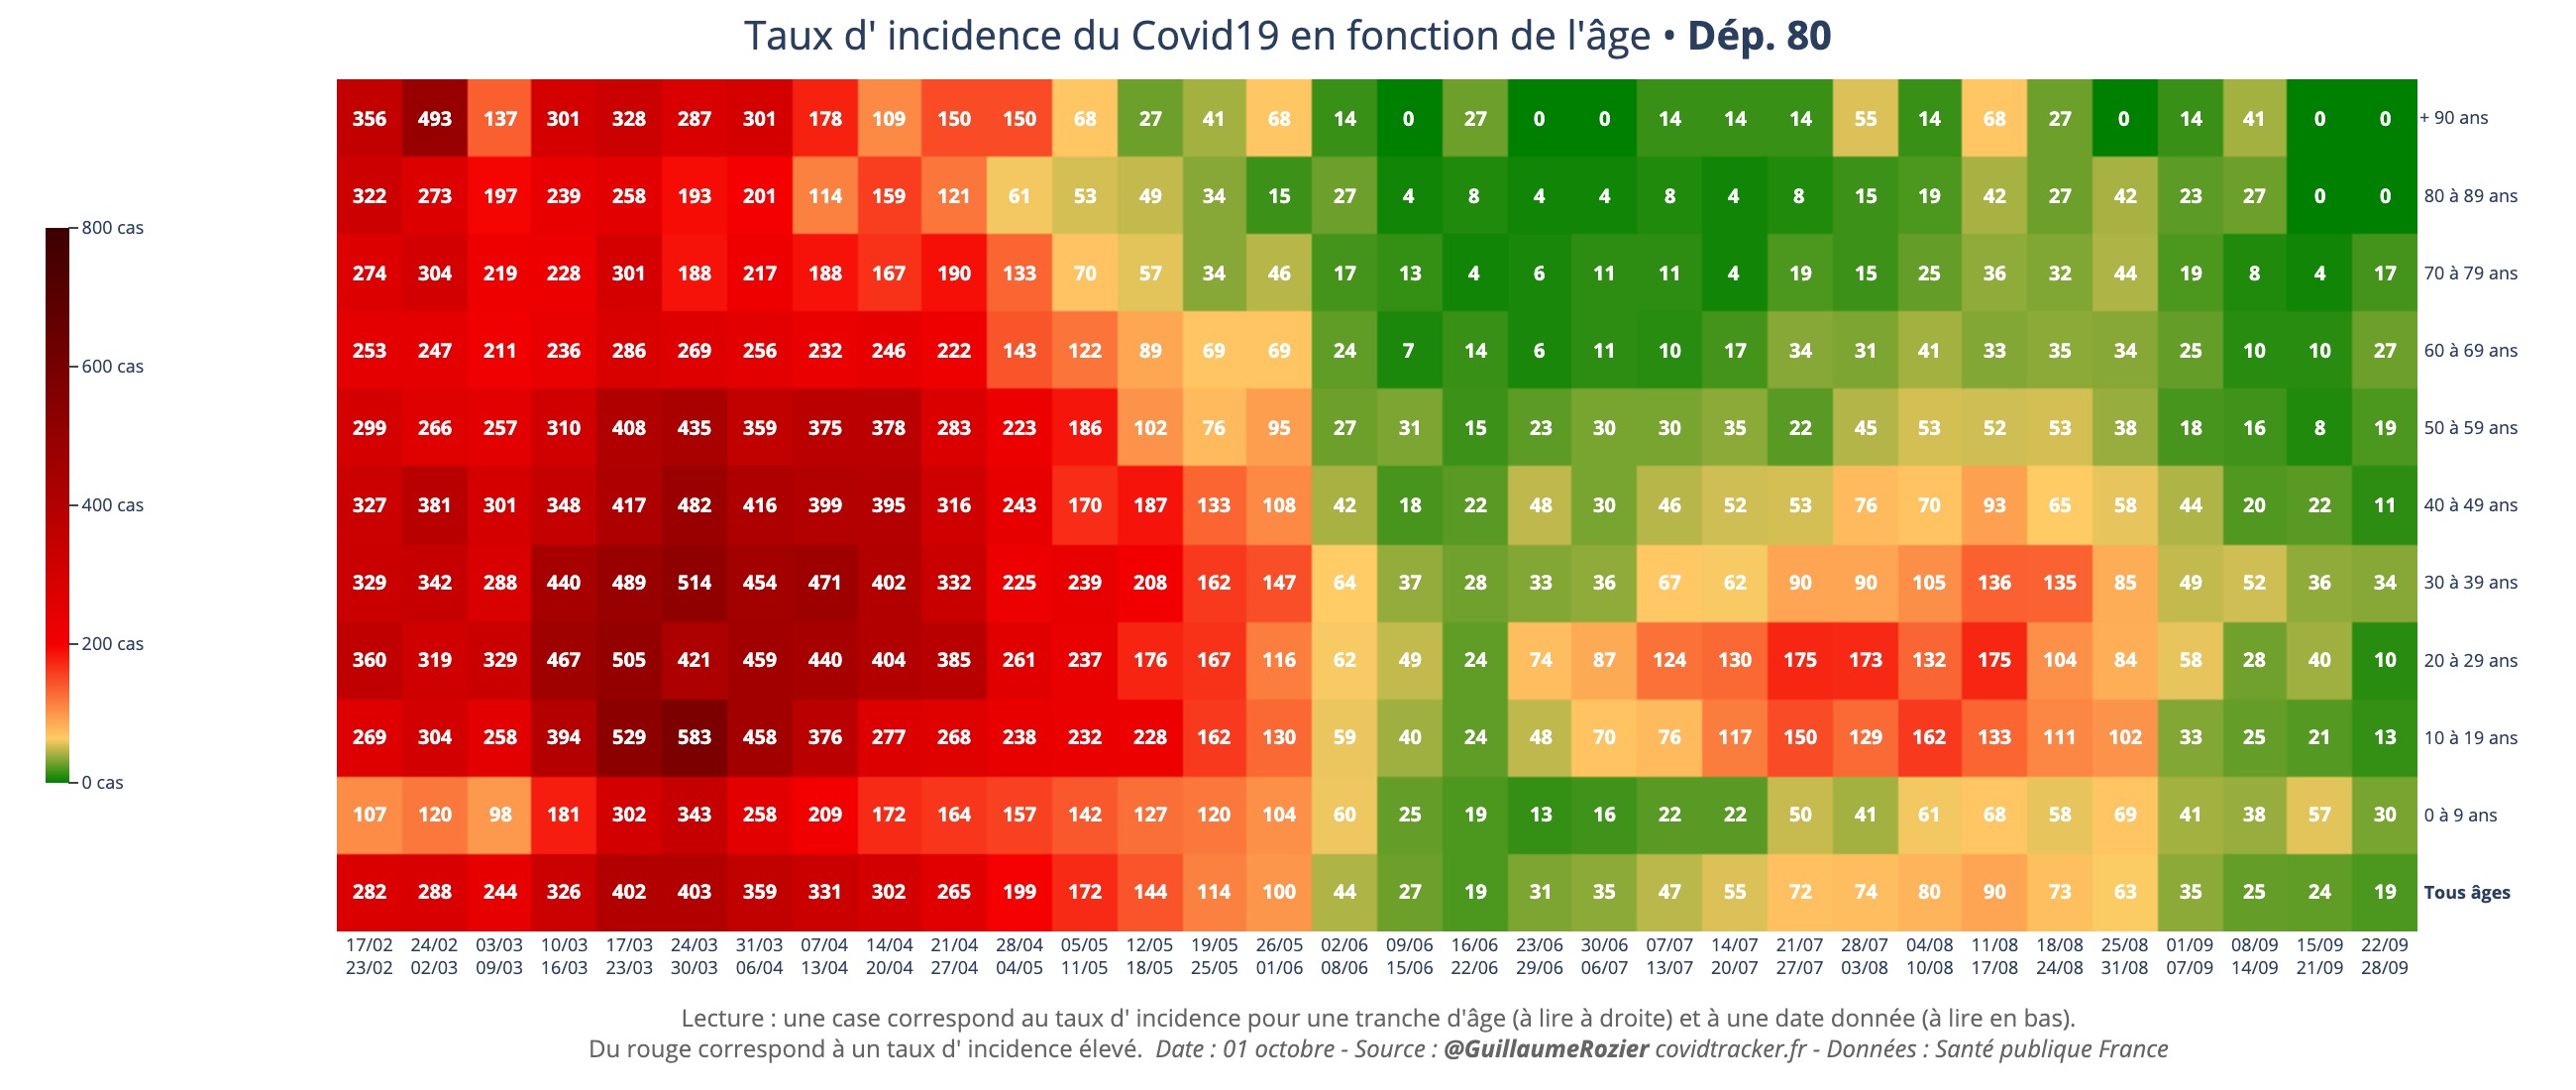 Taux d' incidence du Covid19 en fonction de l'âge • Dép. 80
800 cas
600 cas
400 cas
200 cas
0 cas
356 493 137 301 328 287 301 178 109 150 150 68 27 41 68 14 0 27 0 0 14 14 14 55 14 68 27 0 14 41 0 0 + 90 ans
322 273 197 239 258 193 201 114 159 121 61 53 49 34 15 27 4 8 4 4 8 4 8 15 19 42 27 42 23 27 0 0 80 à 89 ans
274 304 219 228 301 188 217 188 167 190 133 70 57 34 46 17 13 4 6 11 11 4 19 15 25 36 32 44 19 8 4 17 70 à 79 ans
253 247 211 236 286 269 256 232 246 222 143 122 89 69 69 24 7 14 6 11 10 17 34 31 41 33 35 34 25 10 10 27 60 à 69 ans
299 266 257 310 408 435 359 375 378 283 223 186 102 76 95 27 31 15 23 30 30 35 22 45 53 52 53 38 18 16 8 19 50 à 59 ans
327 381 301 348 417 482 416 399 395 316 243 170 187 133 108 42 18 22 48 30 46 52 53 76 70 93 65 58 44 20 22 11 40 à 49 ans
329 342 288 440 489 514 454 471 402 332 225 239 208 162 147 64 37 28 33 36 67 62 90 90 105 136 135 85 49 52 36 34 30 à 39 ans
360 319 329 467 505 421 459 440 404 385 261 237 176 167 116 62 49 24 74 87 124 130 175 173 132 175 104 84 58 28 40 10 20 à 29 ans
269 304 258 394 529 583 458 376 277 268 238 232 228 162 130 59 40 24 48 70 76 117 150 129 162 133 111 102 33 25 21 13 10 à 19 ans
107 120 98 181 302 343 258 209 172 164 157 142 127 120 104 60 25 19 13 16 22 22 50 41 61 68 58 69 41 38 57 30 0 à 9 ans
282 288 244 326 402 403 359 331 302 265 199 172 144 114 100 44 27 19 31 35 47 55 72 74 80 90 73 63 35 25 24 19 Tous âges
17/02 24/02 03/03 10/03 17/03 24/03 31/03 07/04 14/04 21/04 28/04 05/05 12/05 19/05 26/05 02/06 09/06 16/06 23/06 30/06 07/07 14/07 21/07 28/07 04/08 11/08 18/08 25/08 01/09 08/09 15/09 22/09
23/02 02/03 09/03 16/03 23/03 30/03 06/04 13/04 20/04 27/04 04/05 11/05 18/05 25/05 01/06 08/06 15/06 22/06 29/06 06/07 13/07 20/07 27/07 03/08 10/08 17/08 24/08 31/08 07/09 14/09 21/09 28/09
Lecture : une case correspond au taux d' incidence pour une tranche d'âge (à lire à droite) et à une date donnée (à lire en bas).
Du rouge correspond à un taux d' incidence élevé. Date : 01 octobre - Source : @GuillaumeRozier covidtracker.fr - Données : Santé publique France